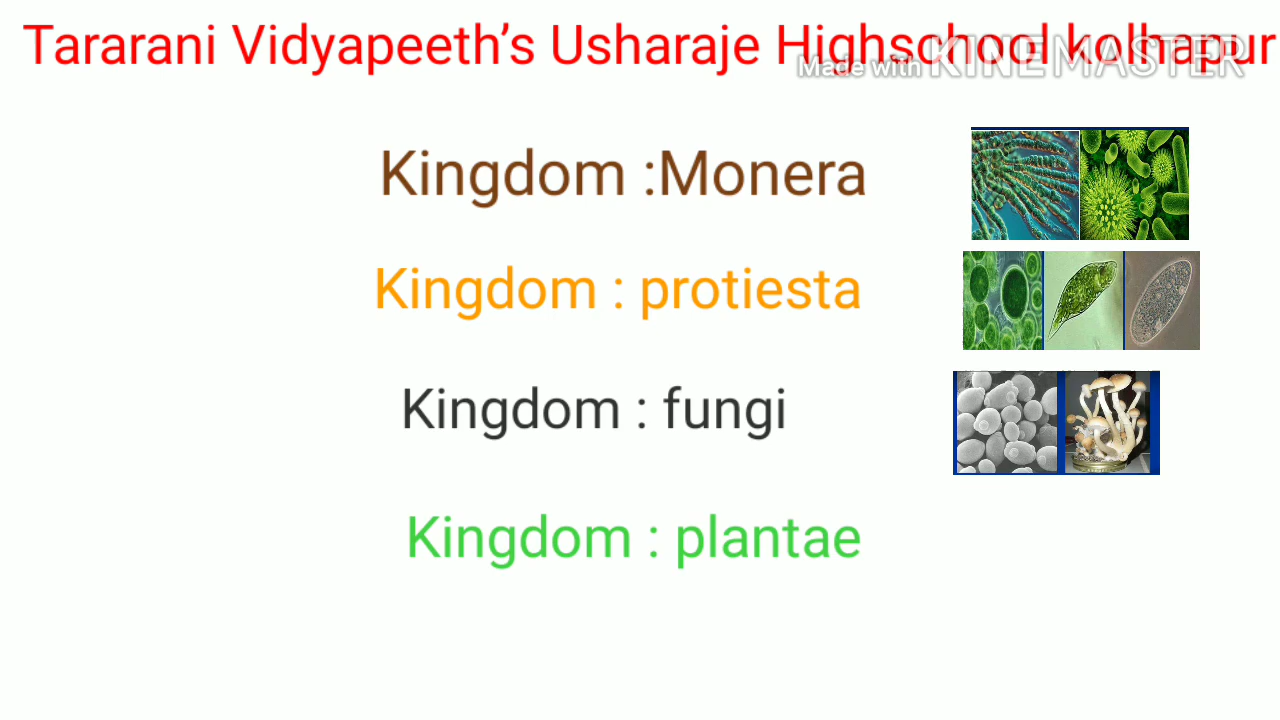 Tararani Vidyapeeth’s Usharaje Highschool kolhapur
Made with KINEMASTER
Kingdom :Monera
Kingdom : protiesta
Kingdom : fungi
Kingdom : plantae